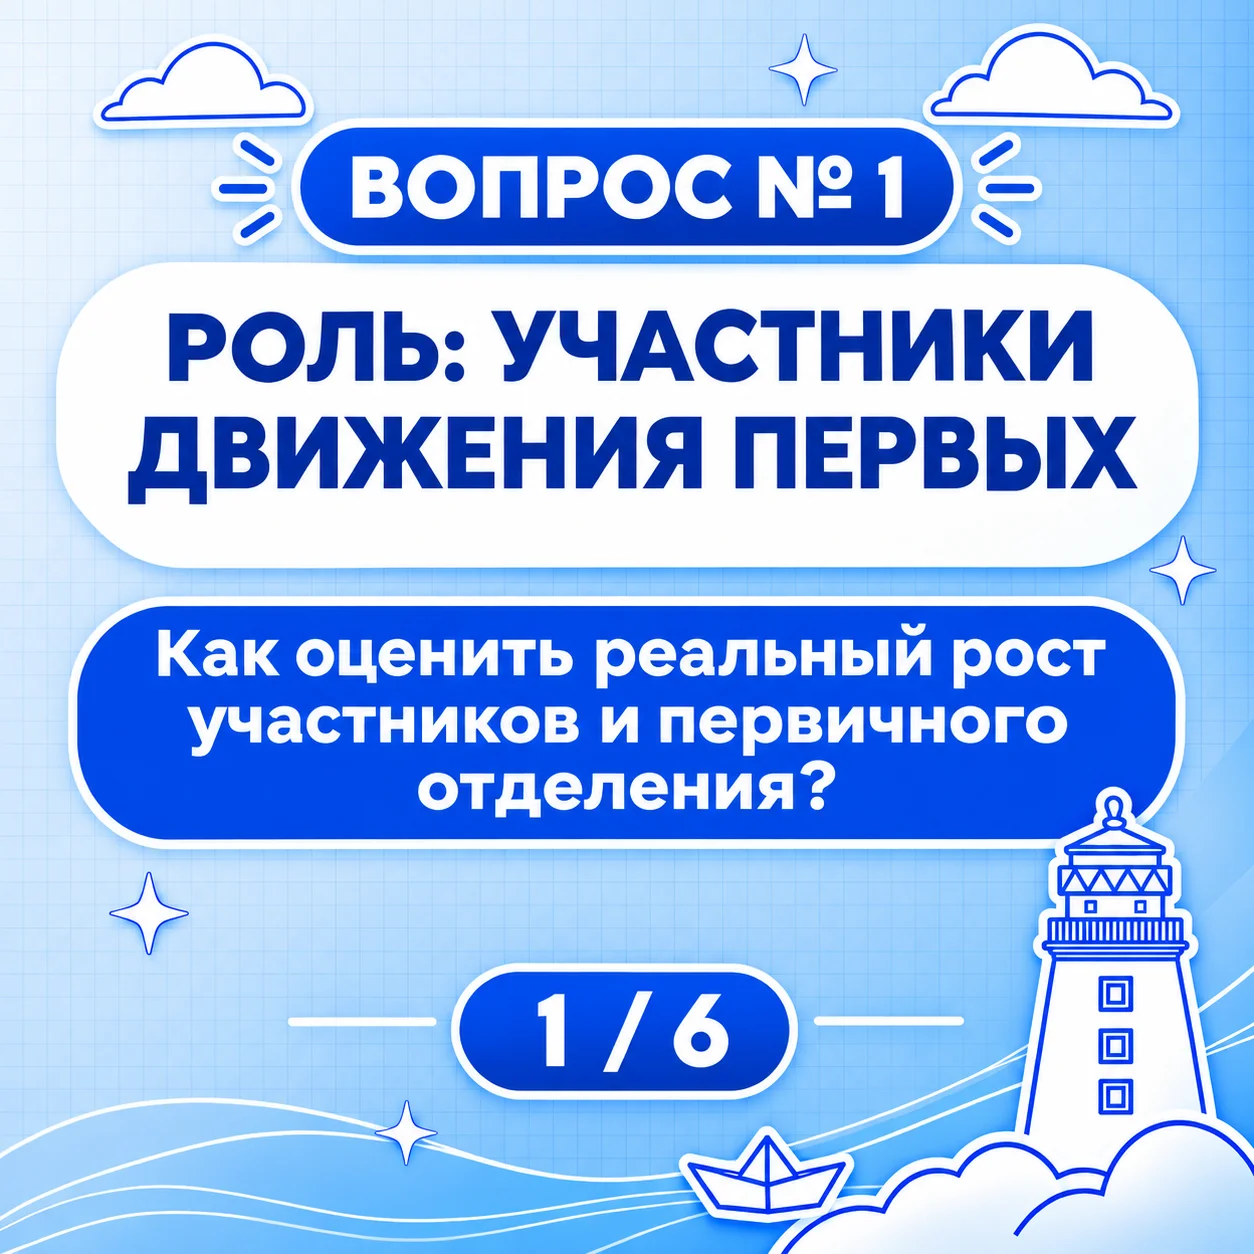 ВОПРОС № 1
РОЛЬ: УЧАСТНИКИ
ДВИЖЕНИЯ ПЕРВЫХ
Как оценить реальный рост
участников и первичного
отделения?
1 / 6